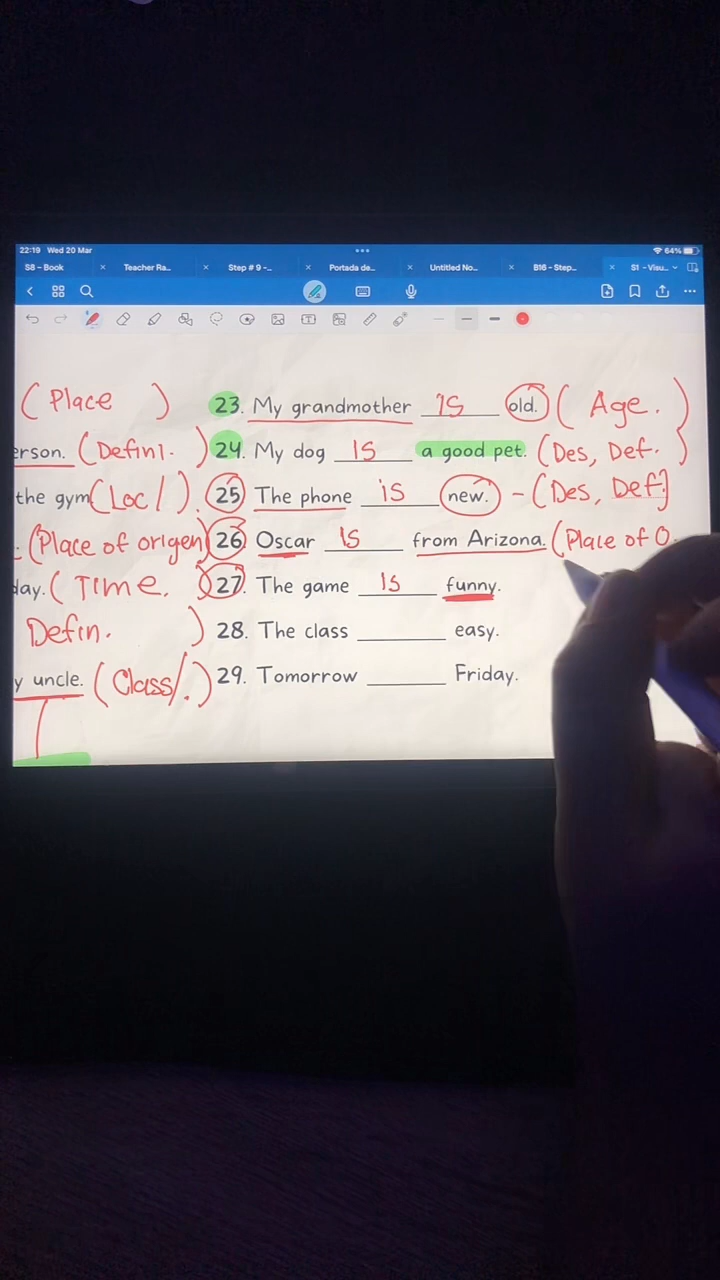 22:19 Wed 20 Mar 64%
S8 - Book Teacher Ra... Step # 9 -... Portada de... Untitled No... B16 - Step... S1 - Visu...
( Place ) 23. My grandmother IS old. ( Age. )
erson. (Defini. ) 24. My dog IS a good pet. (Des, Def. )
the gym (Loc/ ). 25 The phone is new. - (Des, Def.]
: (Place of origen) 26. Oscar IS from Arizona. (Place of O.
day. ( Time. ) 27. The game IS funny.
Defin. ) 28. The class ________ easy.
y uncle. ( Class/. ) 29. Tomorrow ________ Friday.